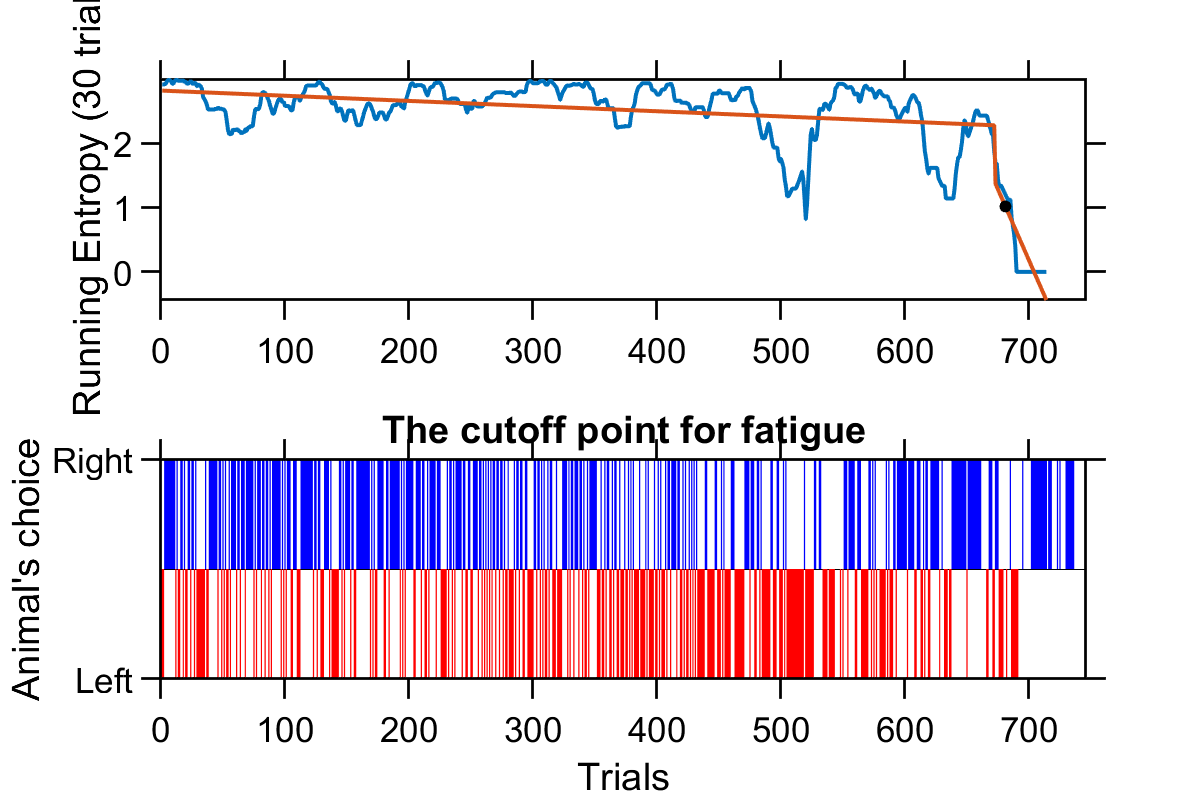 Running Entropy (30 trial
2
1
0
0 100 200 300 400 500 600 700
The cutoff point for fatigue
Animal's choice
Right
Left
0 100 200 300 400 500 600 700
Trials